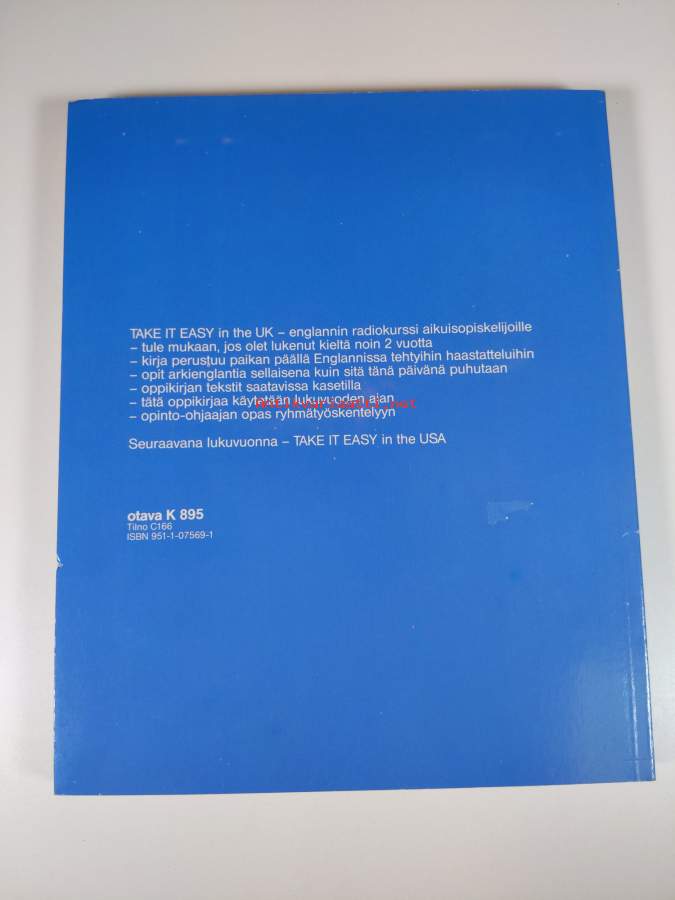 TAKE IT EASY in the UK – englannin radiokurssi aikuisopiskelijoille
– tule mukaan, jos olet lukenut kieltä noin 2 vuotta
– kirja perustuu paikan päällä Englannissa tehtyihin haastatteluihin
– opit arkienglantia sellaisena kuin sitä tänä päivänä puhutaan
– oppikirjan tekstit saatavissa kasetilla
– tätä oppikirjaa käytetään lukuvuoden ajan
– opinto-ohjaajan opas ryhmätyöskentelyyn
Seuraavana lukuvuonna – TAKE IT EASY in the USA
otava K 895
Tilno C166
ISBN 951-1-07569-1